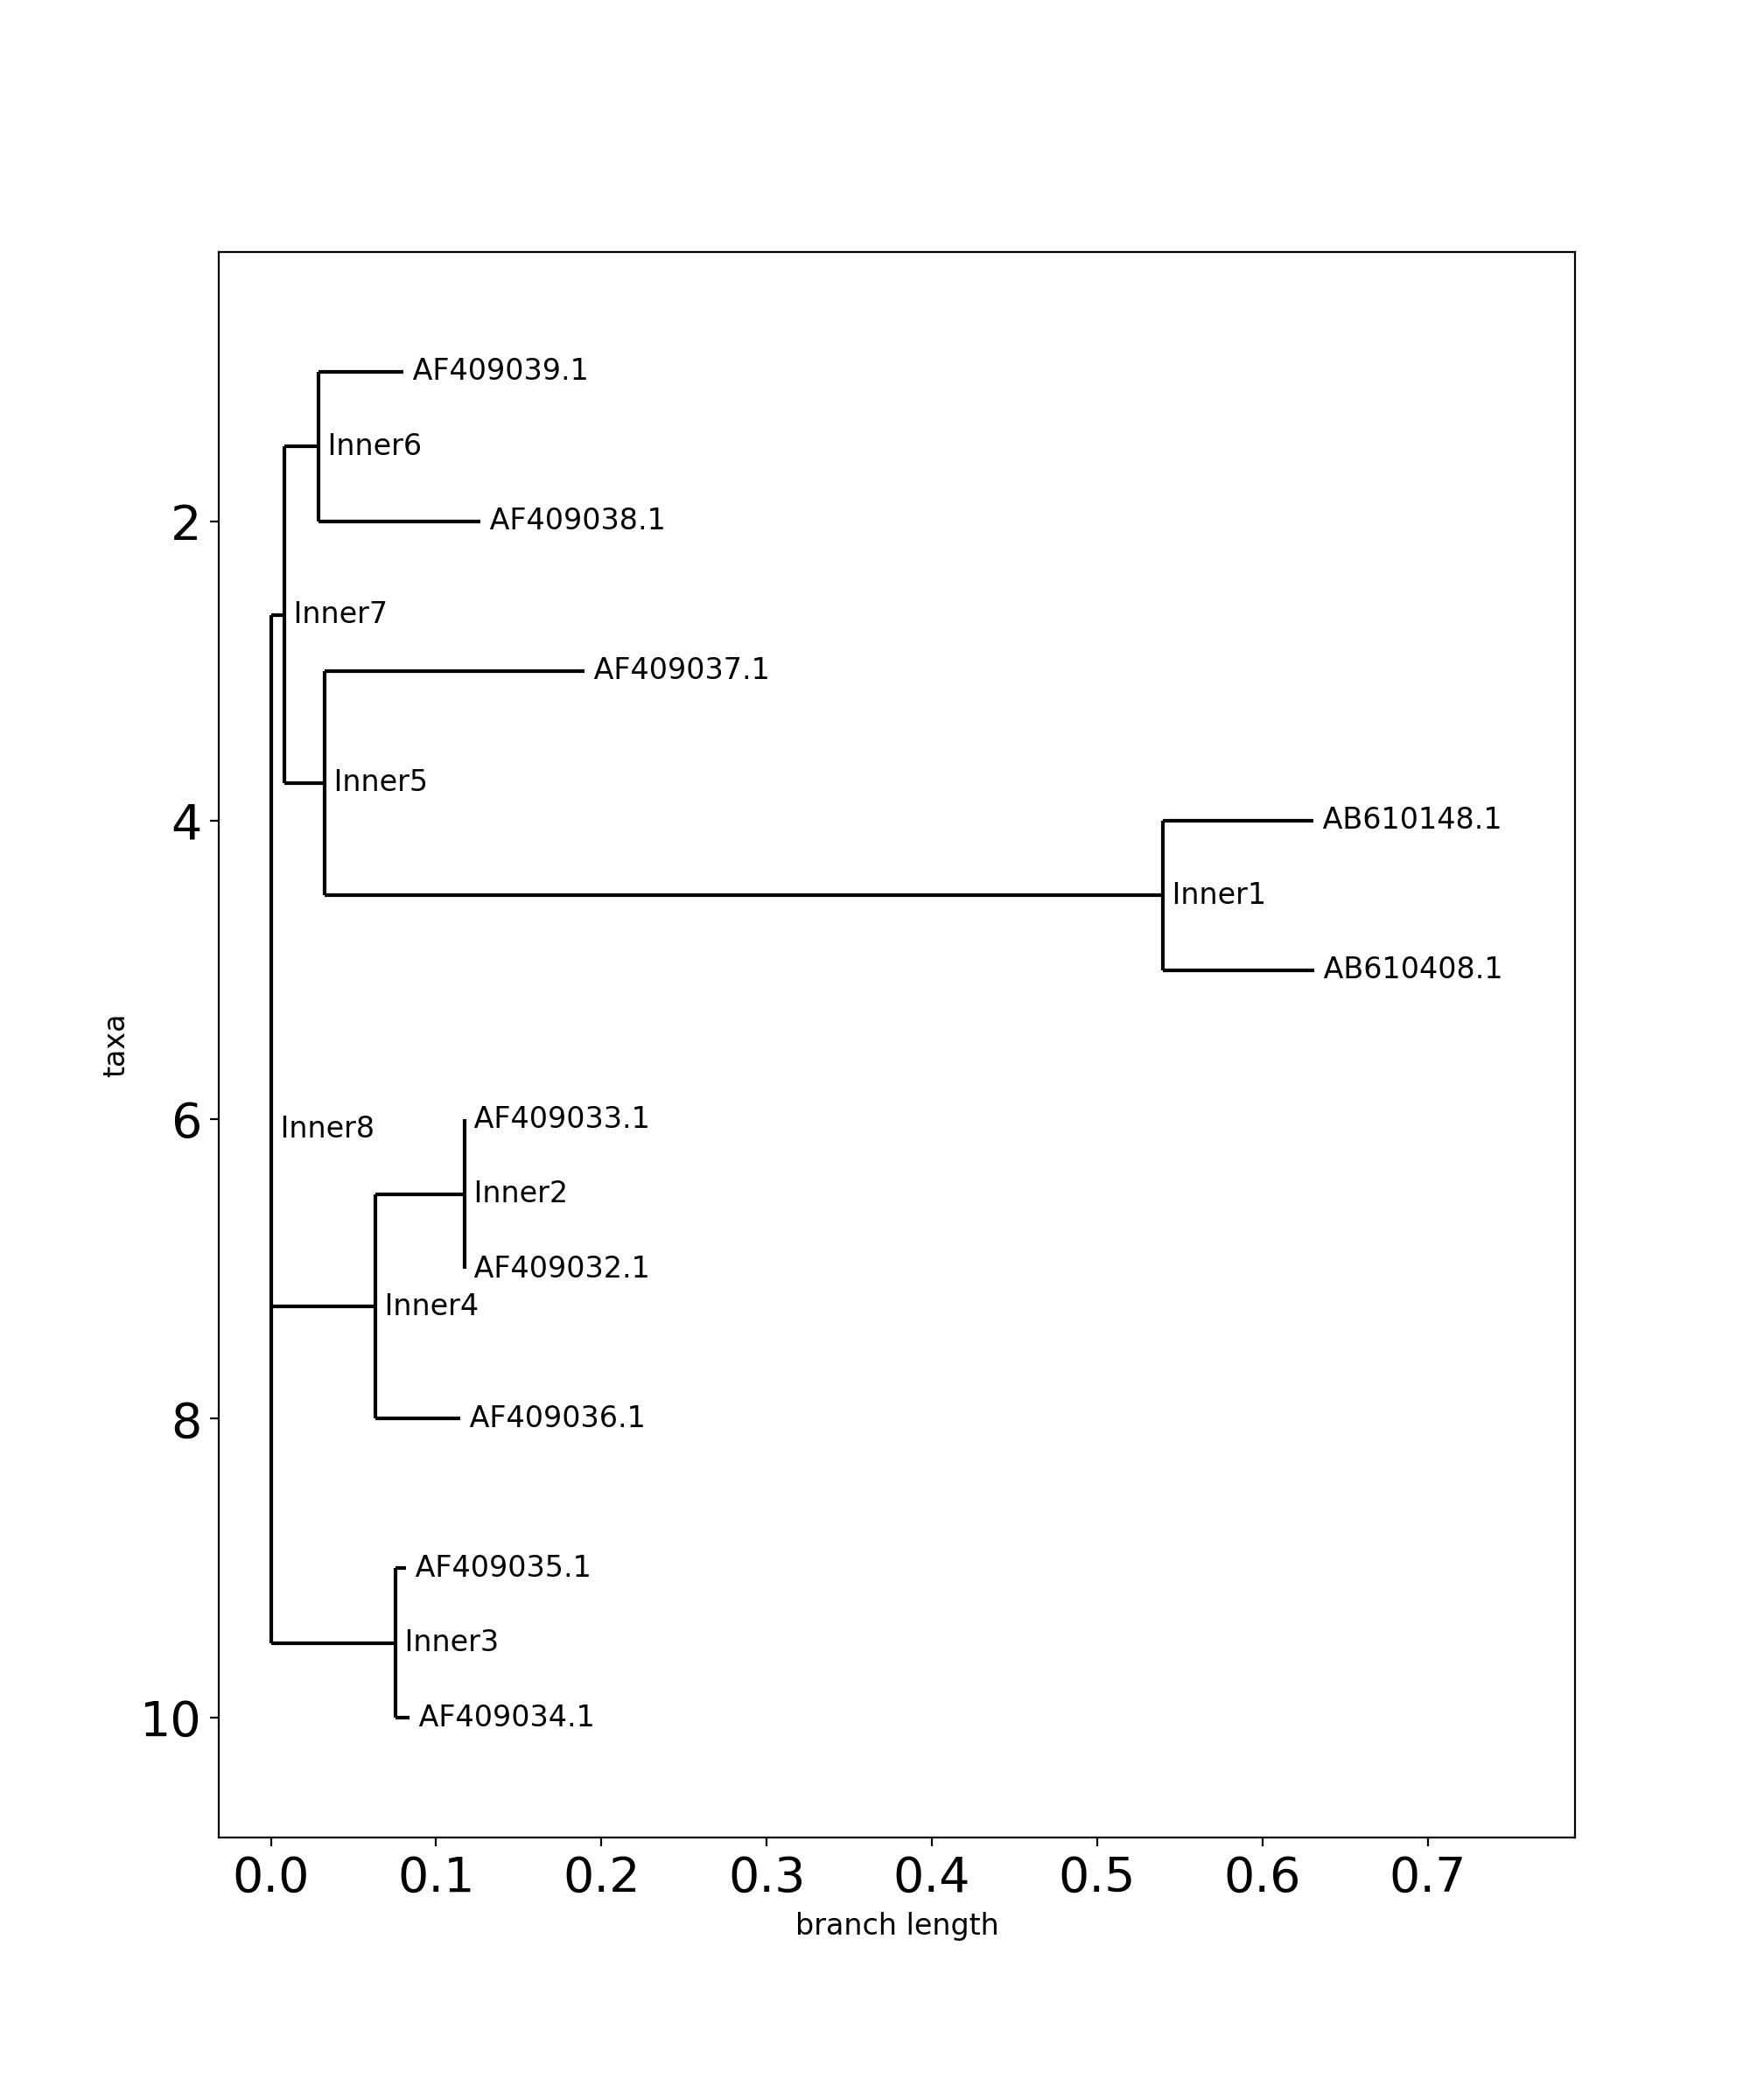 AF409039.1
Inner6
2
AF409038.1
Inner7
AF409037.1
Inner5
4
AB610148.1
Inner1
AB610408.1
taxa
6
AF409033.1
Inner8
Inner2
AF409032.1
Inner4
8
AF409036.1
AF409035.1
Inner3
10
AF409034.1
0.0 0.1 0.2 0.3 0.4 0.5 0.6 0.7
branch length